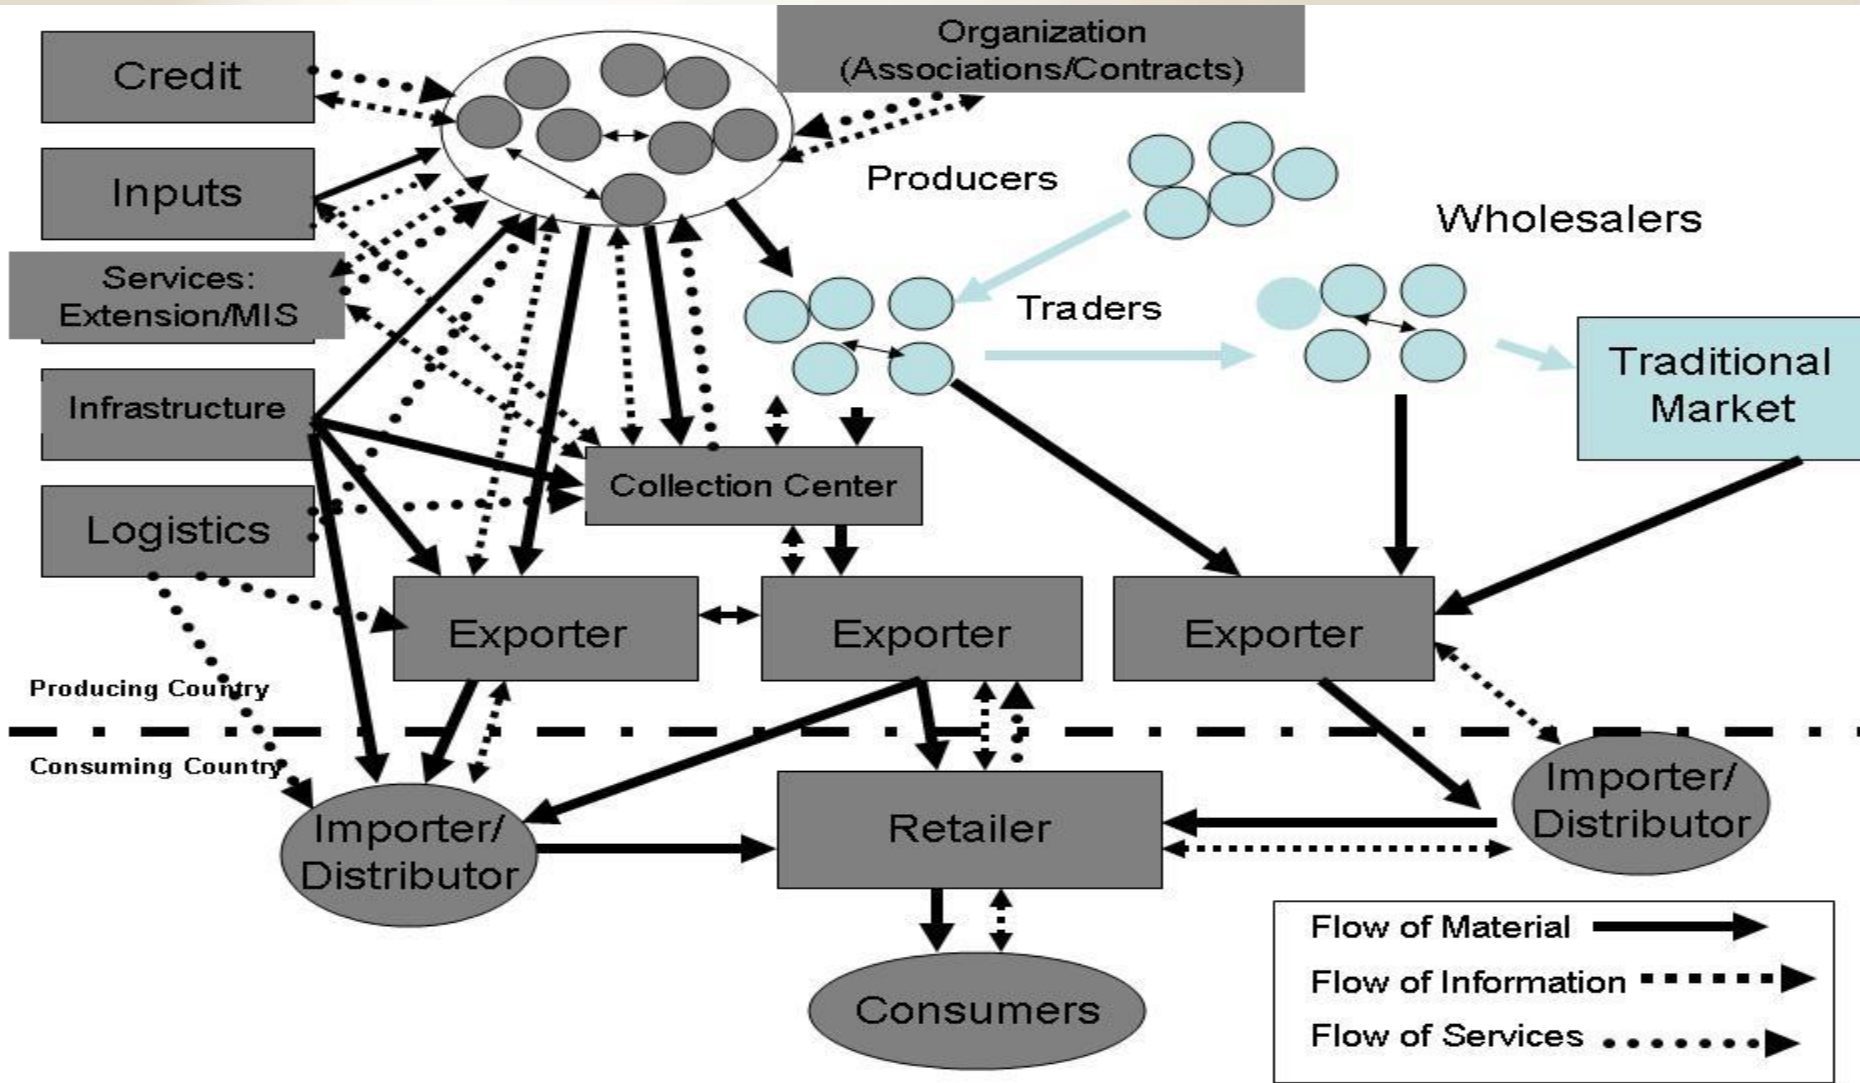 Organization
(Associations/Contracts)
Credit
Inputs
Producers
Wholesalers
Services:
Extension/MIS
Traders
Traditional
Market
Infrastructure
Collection Center
Logistics
Exporter
Exporter
Exporter
Producing Country
Consuming Country
Importer/
Distributor
Retailer
Importer/
Distributor
Consumers
Flow of Material
Flow of Information
Flow of Services